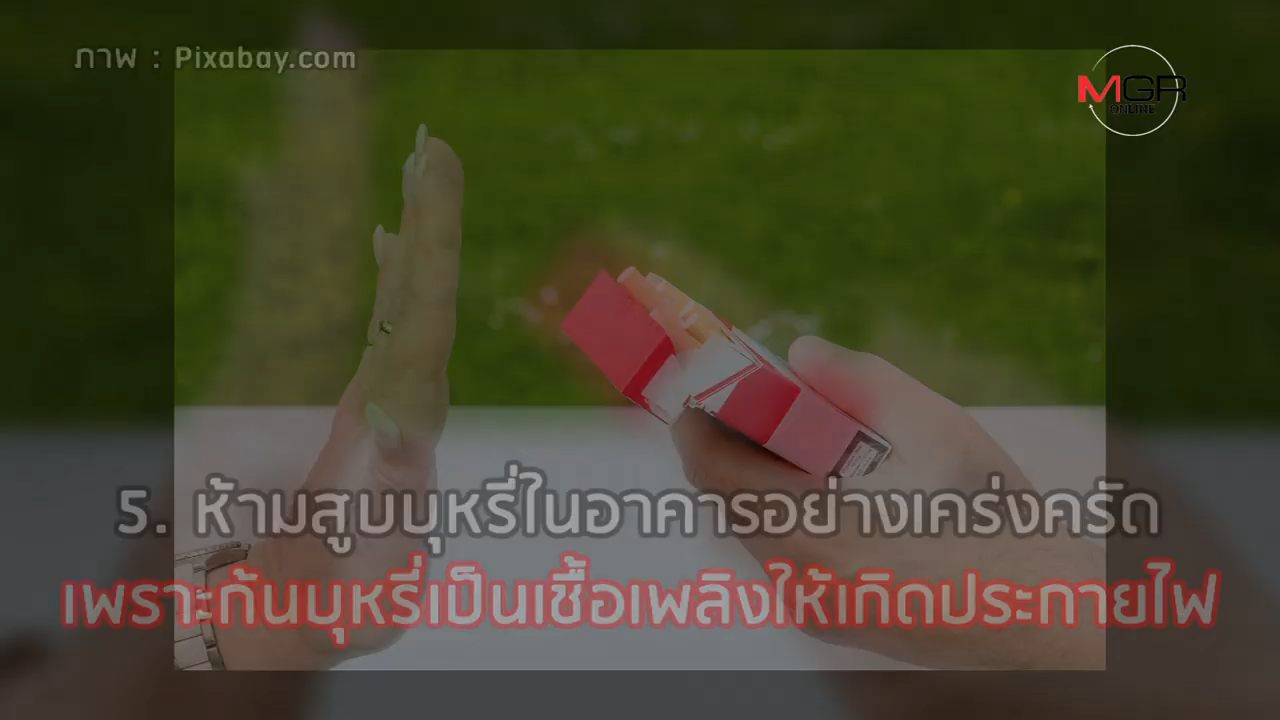 ภาพ : Pixabay.com
MGR
ONLINE
5. ห้ามสูบบุหรี่ในอาคารอย่างเคร่งครัด
เพราะก้นบุหรี่เป็นเชื้อเพลิงให้เกิดประกายไฟ